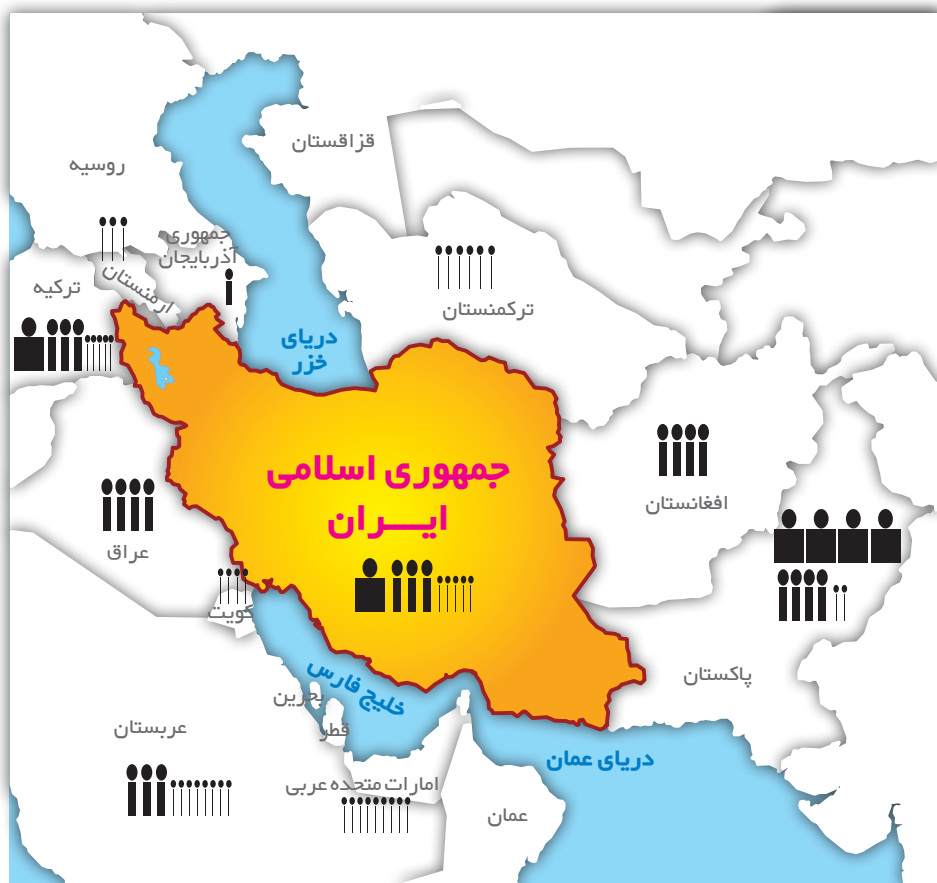 قزاقستان
روسیه
جمهوری
آذربایجان
ارمنستان
ترکیه
ترکمنستان
دریای
خزر
جمهوری اسلامی
ایــــران
افغانستان
عراق
کویت
پاکستان
خلیج فارس
بحرین
قطر
عربستان
دریای عمان
امارات متحده عربی
عمان